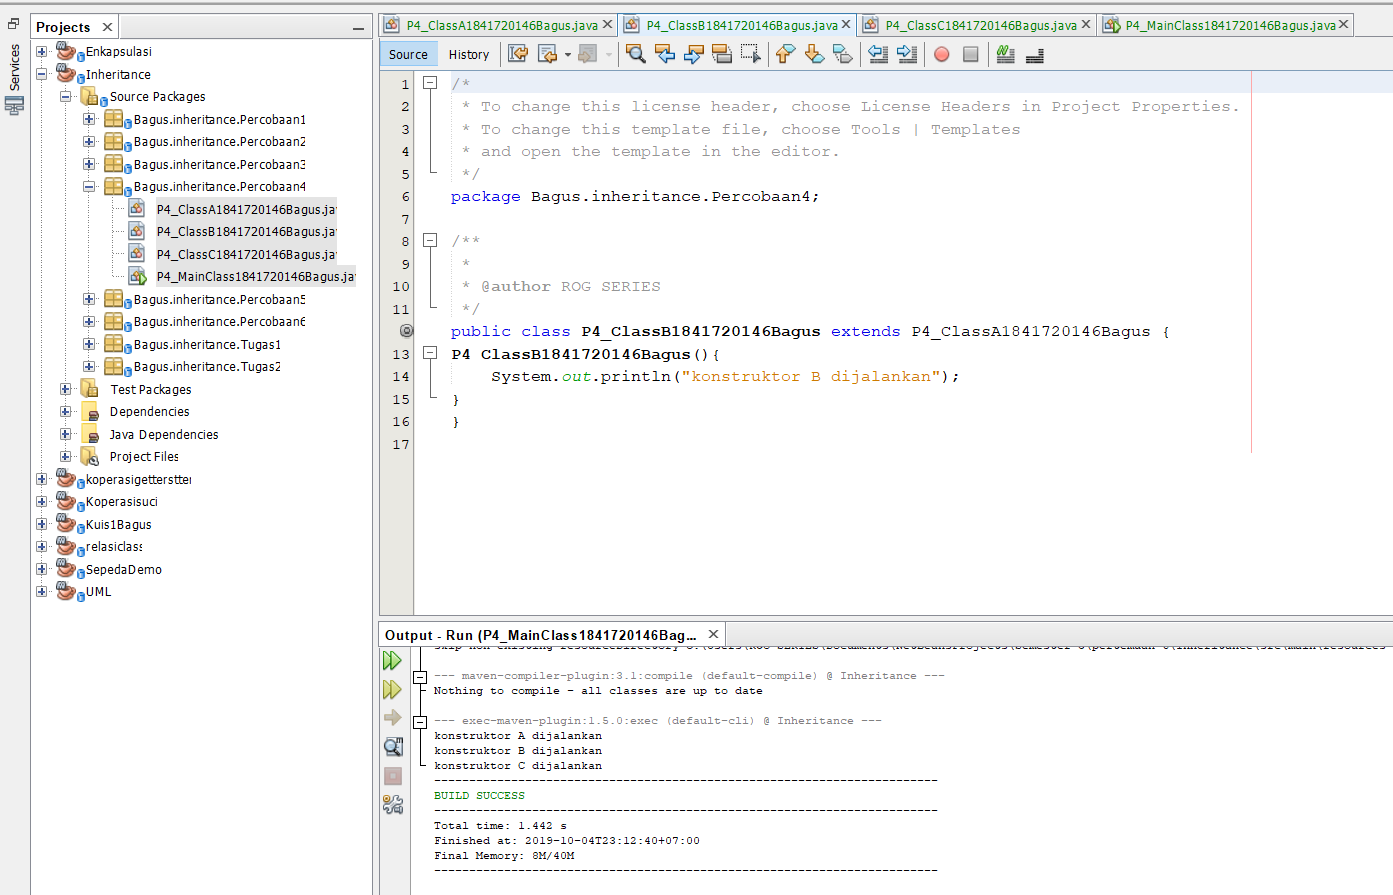 Services
Projects
Enkapsulasi
Inheritance
Source Packages
Bagus.inheritance.Percobaan1
Bagus.inheritance.Percobaan2
Bagus.inheritance.Percobaan3
Bagus.inheritance.Percobaan4
P4_ClassA1841720146Bagus.ja
P4_ClassB1841720146Bagus.ja
P4_ClassC1841720146Bagus.ja
P4_MainClass1841720146Bagus.ja
Bagus.inheritance.Percobaan5
Bagus.inheritance.Percobaan6
Bagus.inheritance.Tugas1
Bagus.inheritance.Tugas2
Test Packages
Dependencies
Java Dependencies
Project Files
koperasigetterstter
Koperasisuci
Kuis1Bagus
relasiclass
SepedaDemo
UML
P4_ClassA1841720146Bagus.java P4_ClassB1841720146Bagus.java P4_ClassC1841720146Bagus.java P4_MainClass1841720146Bagus.java
Source History
1 /*
2 * To change this license header, choose License Headers in Project Properties.
3 * To change this template file, choose Tools | Templates
4 * and open the template in the editor.
5 */
6 package Bagus.inheritance.Percobaan4;
7
8 /**
9 *
10 * @author ROG SERIES
11 */
public class P4_ClassB1841720146Bagus extends P4_ClassA1841720146Bagus {
13 P4_ClassB1841720146Bagus(){
14 System.out.println("konstruktor B dijalankan");
15 }
16 }
17
Output - Run (P4_MainClass1841720146Bag...
--- maven-compiler-plugin:3.1:compile (default-compile) @ Inheritance ---
Nothing to compile - all classes are up to date
--- exec-maven-plugin:1.5.0:exec (default-cli) @ Inheritance ---
konstruktor A dijalankan
konstruktor B dijalankan
konstruktor C dijalankan
------------------------------------------------------------------------
BUILD SUCCESS
------------------------------------------------------------------------
Total time: 1.442 s
Finished at: 2019-10-04T23:12:40+07:00
Final Memory: 8M/40M
------------------------------------------------------------------------